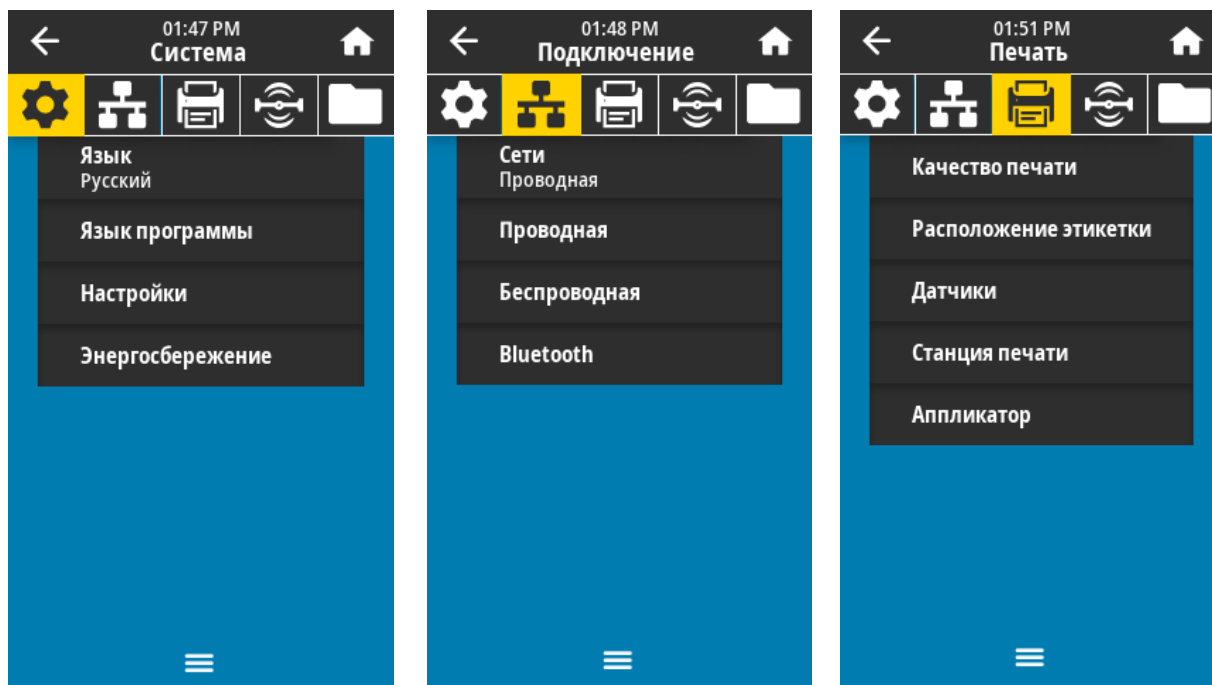 01:47 PM
Система
Язык
Русский
Язык программы
Настройки
Энергосбережение
01:48 PM
Подключение
Сети
Проводная
Проводная
Беспроводная
Bluetooth
01:51 PM
Печать
Качество печати
Расположение этикетки
Датчики
Станция печати
Аппликатор